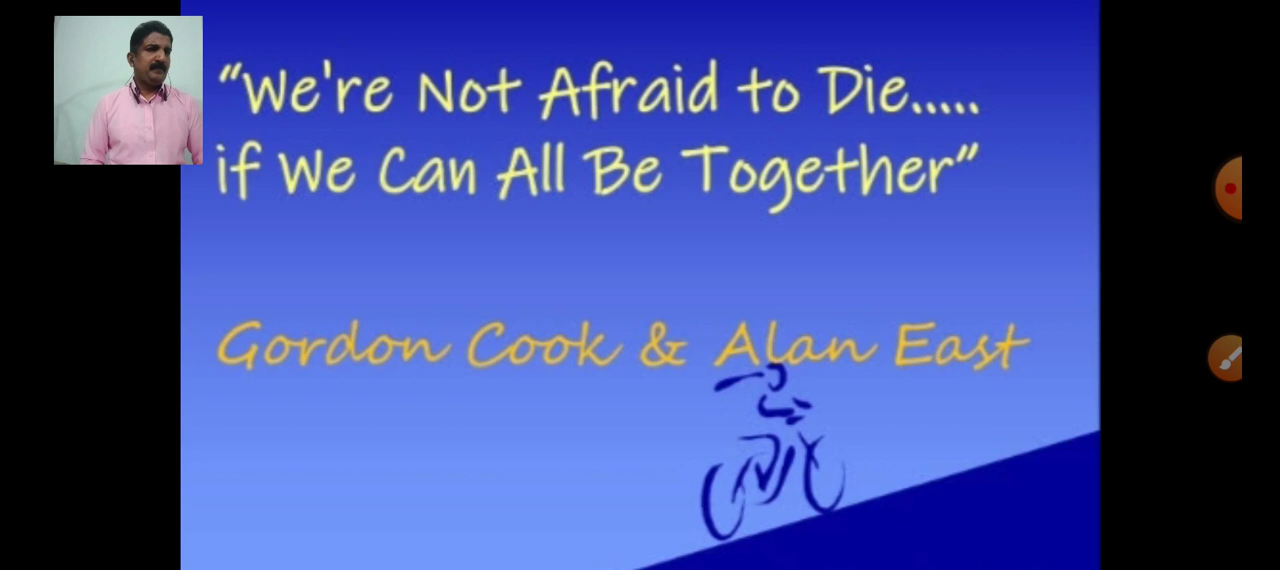 “We're Not Afraid to Die.....
if We Can All Be Together”
Gordon Cook & Alan East